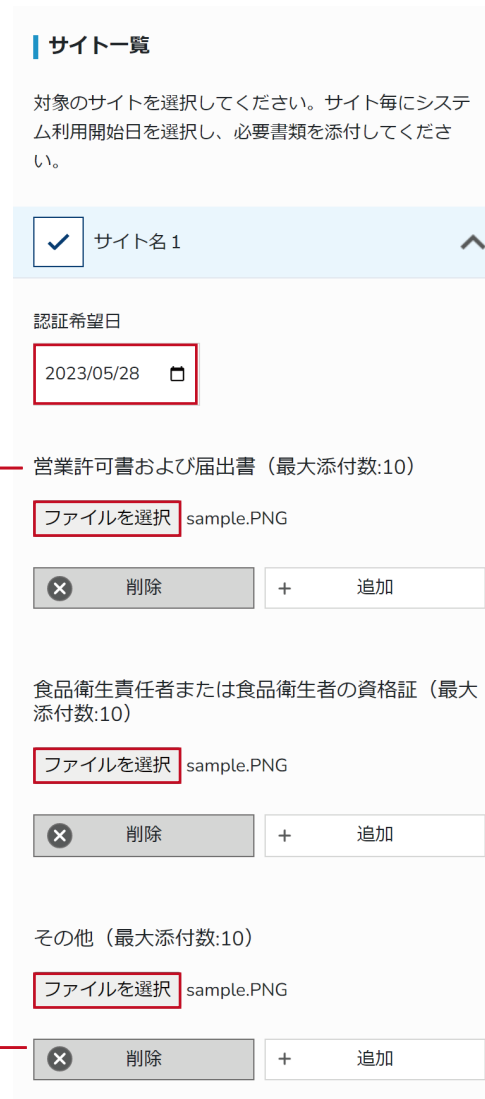 サイト一覧
対象のサイトを選択してください。サイト毎にシステ
ム利用開始日を選択し、必要書類を添付してくださ
い。
サイト名1
認証希望日
2023/05/28
営業許可書および届出書（最大添付数:10）
ファイルを選択 sample.PNG
削除 + 追加
食品衛生責任者または食品衛生者の資格証（最大
添付数:10）
ファイルを選択 sample.PNG
削除 + 追加
その他（最大添付数:10）
ファイルを選択 sample.PNG
削除 + 追加